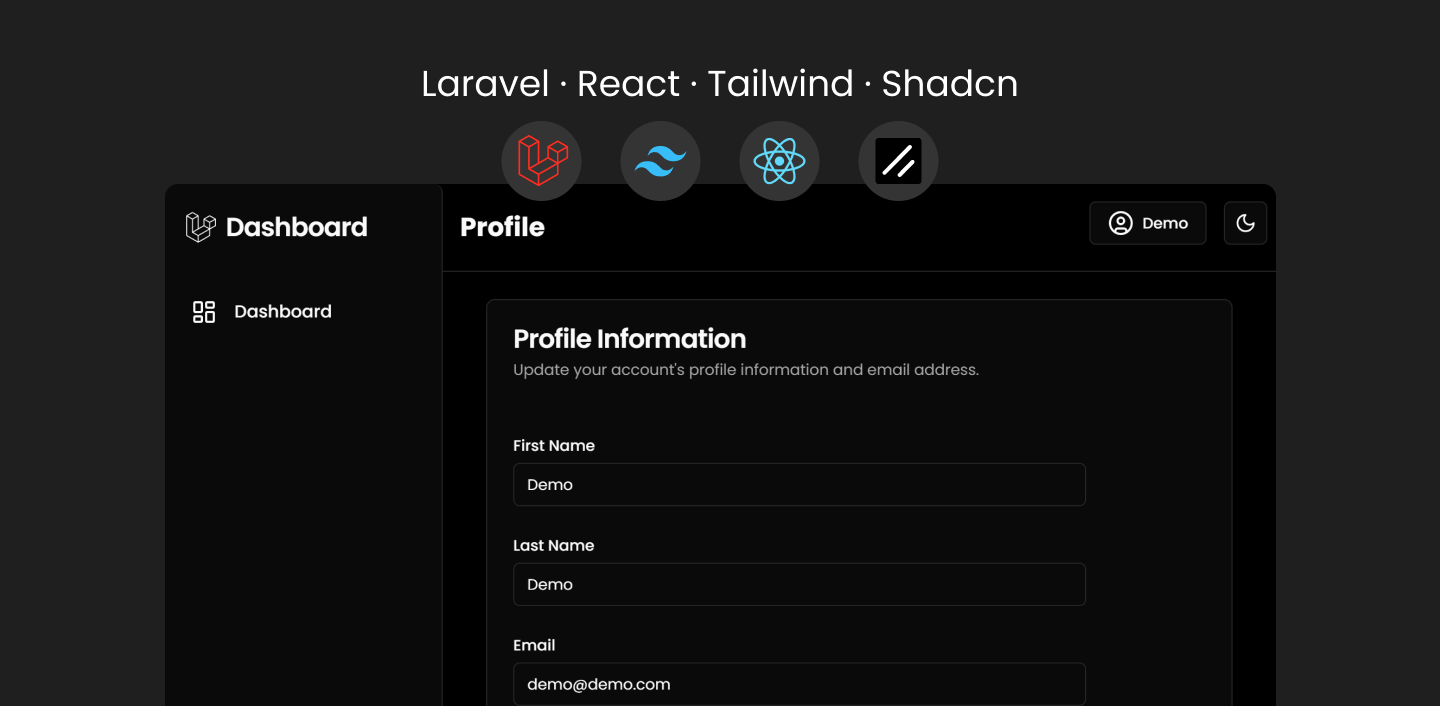 Laravel · React · Tailwind · Shadcn
Dashboard
Profile
Demo
Dashboard
Profile Information
Update your account's profile information and email address.
First Name
Demo
Last Name
Demo
Email
demo@demo.com